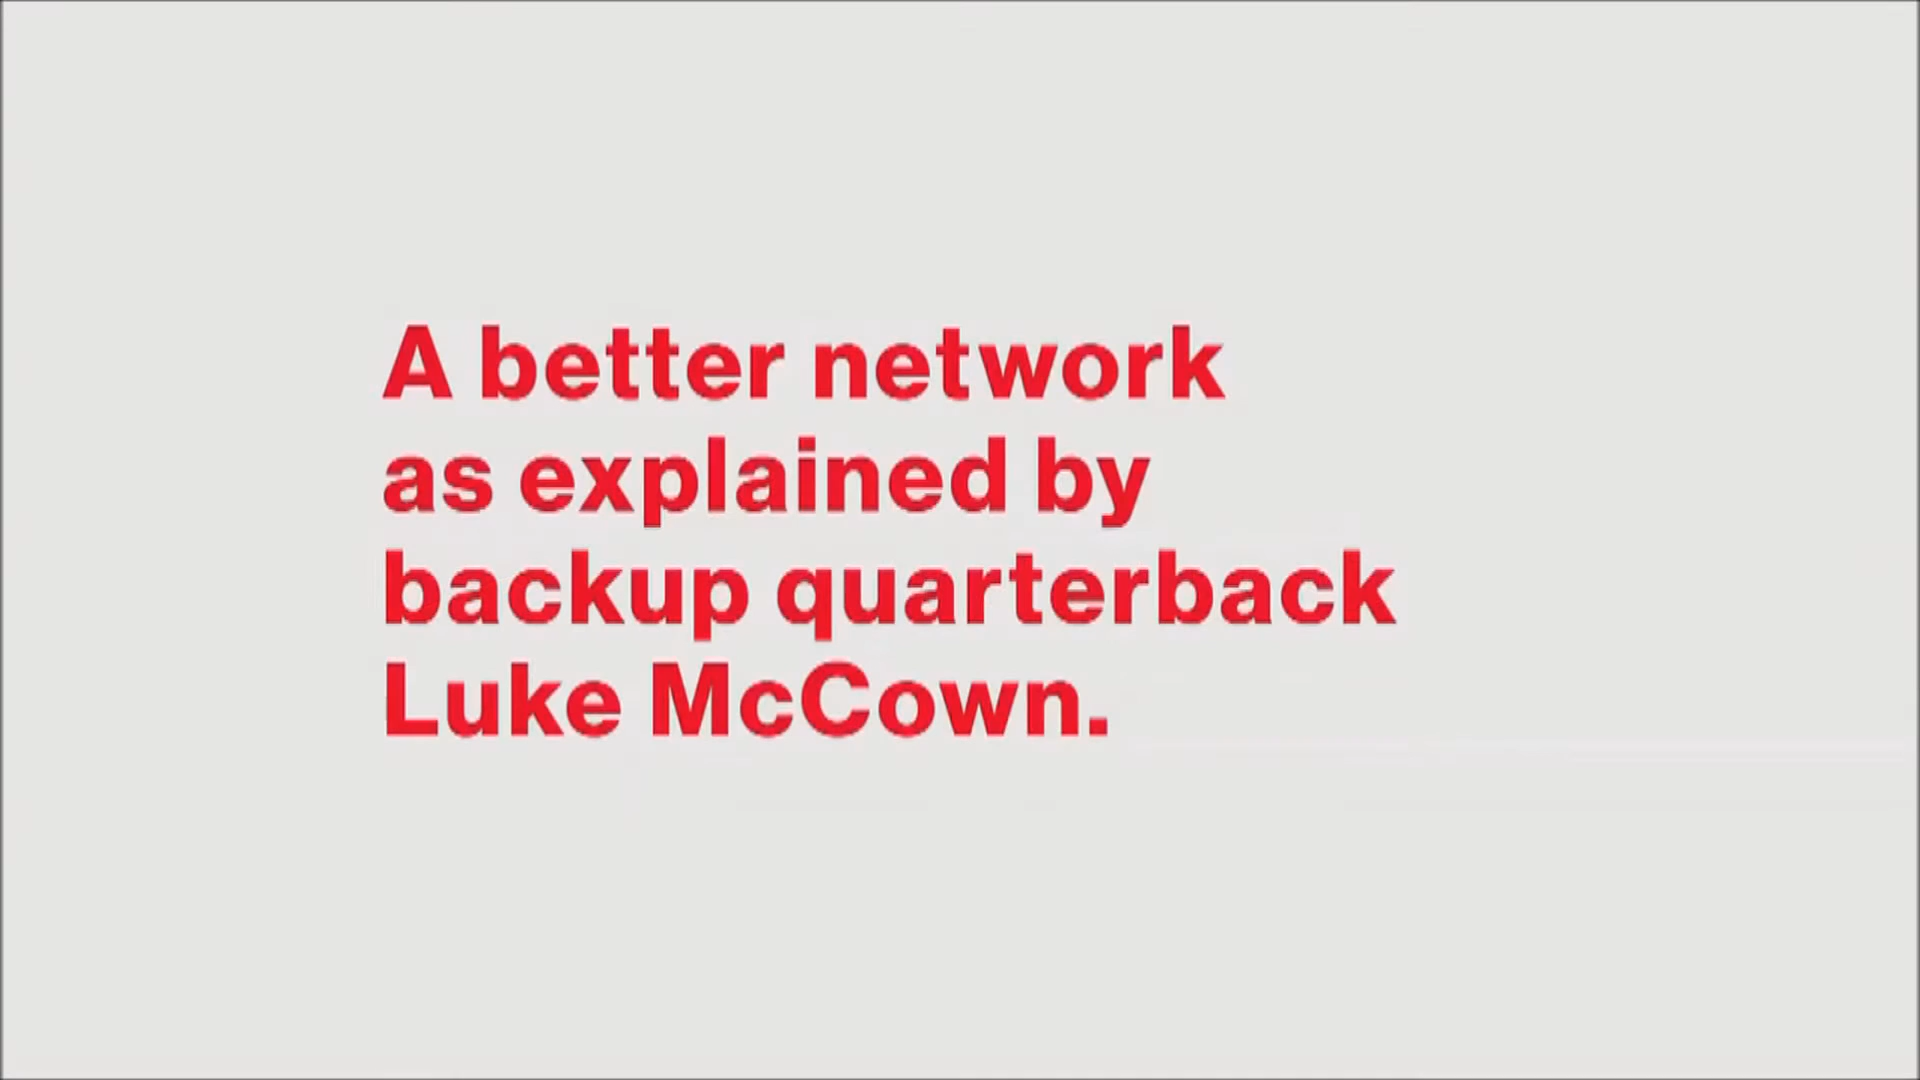 A better network
as explained by
backup quarterback
Luke McCown.